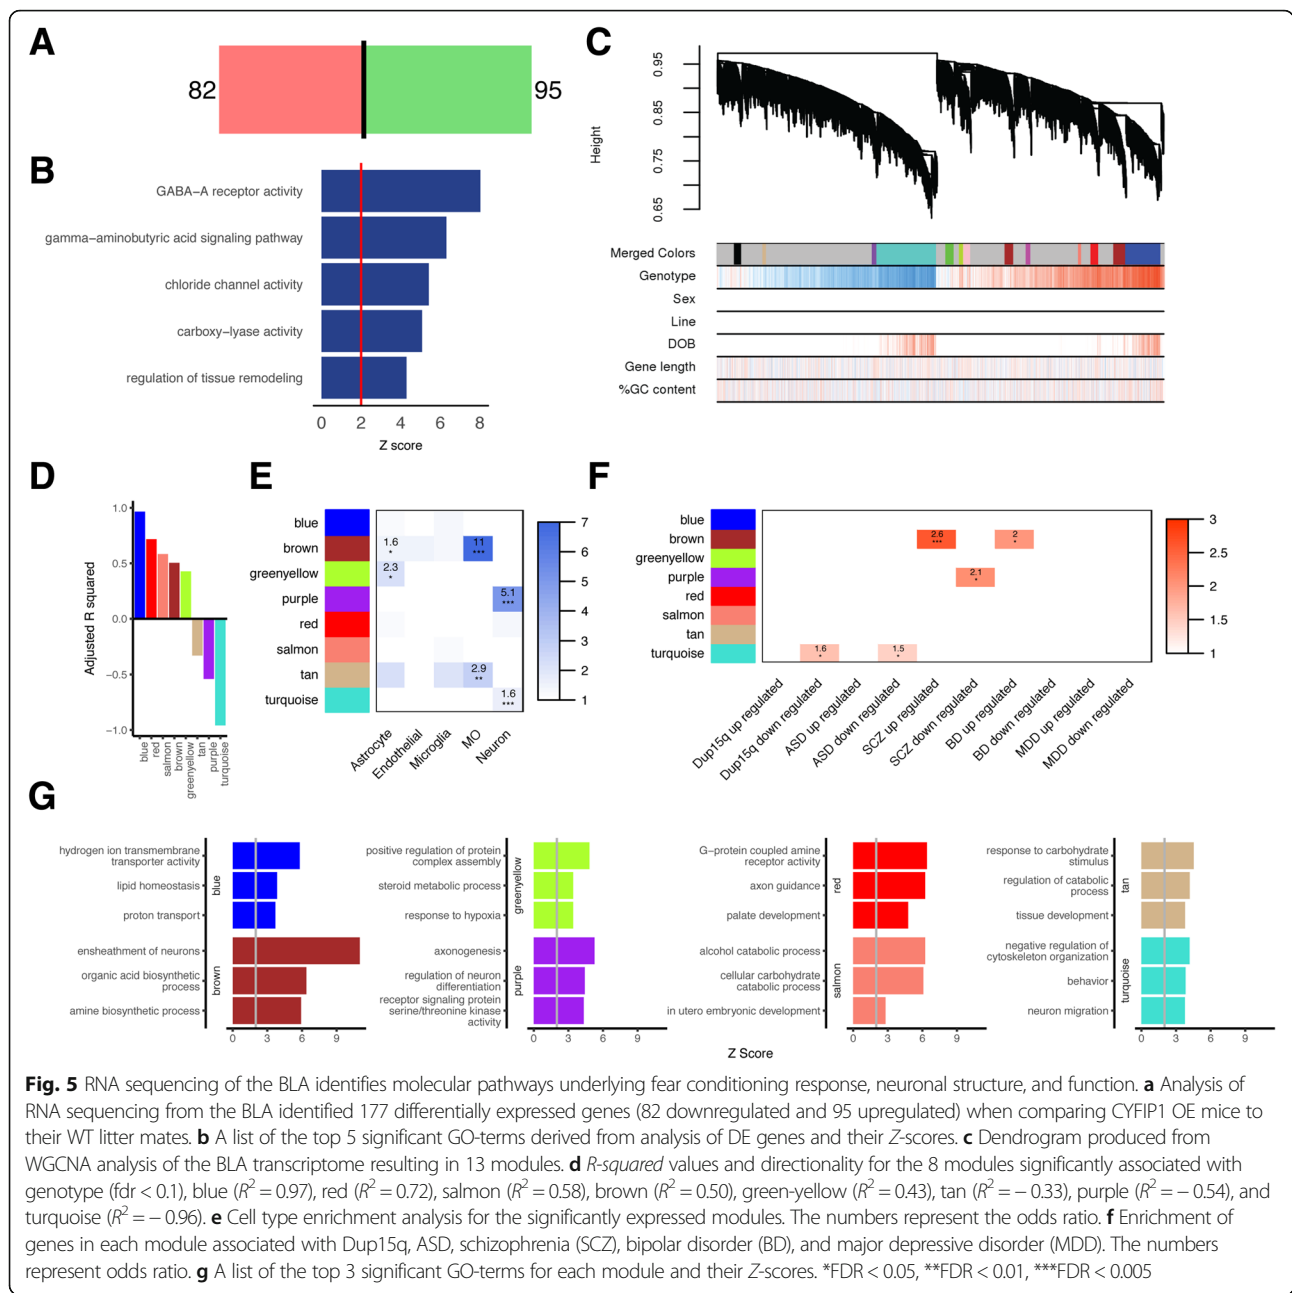 A
82
95
B
GABA-A receptor activity
gamma-aminobutyric acid signaling pathway
chloride channel activity
carboxy-lyase activity
regulation of tissue remodeling
0 2 4 6 8
Z score
C
Height
0.95
0.85
0.75
0.65
Merged Colors
Genotype
Sex
Line
DOB
Gene length
%GC content
D
Adjusted R squared
1.0
0.5
0.0
-0.5
-1.0
blue
red
salmon
brown
greenyellow
tan
purple
turquoise
E
blue
brown
greenyellow
purple
red
salmon
tan
turquoise
1.6
*
11
***
2.3
*
5.1
***
2.9
**
1.6
***
Astrocyte
Endothelial
Microglia
MO
Neuron
7
6
5
4
3
2
1
F
blue
brown
greenyellow
purple
red
salmon
tan
turquoise
2.6
***
2
*
2.1
*
1.6
*
1.5
*
Dup15q up regulated
Dup15q down regulated
ASD up regulated
ASD down regulated
SCZ up regulated
SCZ down regulated
BD up regulated
BD down regulated
MDD up regulated
MDD down regulated
3
2.5
2
1.5
1
G
hydrogen ion transmembrane
transporter activity
lipid homeostasis
proton transport
blue
ensheathment of neurons
organic acid biosynthetic
process
amine biosynthetic process
brown
0 3 6 9
positive regulation of protein
complex assembly
steroid metabolic process
response to hypoxia
greenyellow
axonogenesis
regulation of neuron
differentiation
receptor signaling protein
serine/threonine kinase
activity
purple
0 3 6 9
G-protein coupled amine
receptor activity
axon guidance
palate development
red
alcohol catabolic process
cellular carbohydrate
catabolic process
in utero embryonic development
salmon
0 3 6 9
response to carbohydrate
stimulus
regulation of catabolic
process
tissue development
tan
negative regulation of
cytoskeleton organization
behavior
neuron migration
turquoise
0 3 6 9
Z Score
Fig. 5 RNA sequencing of the BLA identifies molecular pathways underlying fear conditioning response, neuronal structure, and function. a Analysis of
RNA sequencing from the BLA identified 177 differentially expressed genes (82 downregulated and 95 upregulated) when comparing CYFIP1 OE mice to
their WT litter mates. b A list of the top 5 significant GO-terms derived from analysis of DE genes and their Z-scores. c Dendrogram produced from
WGCNA analysis of the BLA transcriptome resulting in 13 modules. d R-squared values and directionality for the 8 modules significantly associated with
genotype (fdr < 0.1), blue (R² = 0.97), red (R² = 0.72), salmon (R² = 0.58), brown (R² = 0.50), green-yellow (R² = 0.43), tan (R² = − 0.33), purple (R² = − 0.54), and
turquoise (R² = − 0.96). e Cell type enrichment analysis for the significantly expressed modules. The numbers represent the odds ratio. f Enrichment of
genes in each module associated with Dup15q, ASD, schizophrenia (SCZ), bipolar disorder (BD), and major depressive disorder (MDD). The numbers
represent odds ratio. g A list of the top 3 significant GO-terms for each module and their Z-scores. *FDR < 0.05, **FDR < 0.01, ***FDR < 0.005